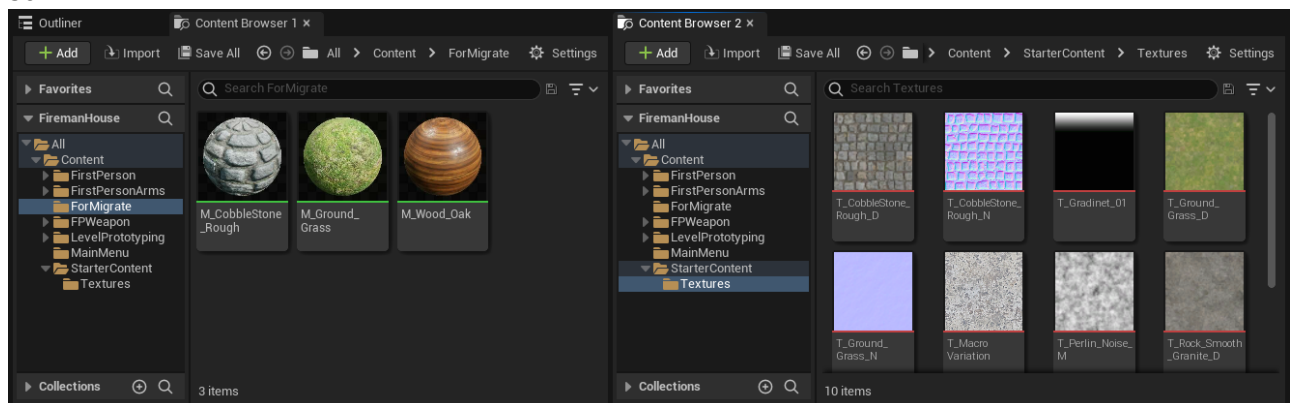 Outliner
Content Browser 1 ×
+ Add
Import
Save All
All > Content > ForMigrate
Settings
Favorites
Search ForMigrate
FiremanHouse
All
Content
FirstPerson
FirstPersonArms
ForMigrate
FPWeapon
LevelPrototyping
MainMenu
StarterContent
Textures
M_CobbleStone
_Rough
M_Ground_
Grass
M_Wood_Oak
Collections
3 items
Content Browser 2 ×
+ Add
Import
Save All
> Content > StarterContent > Textures
Settings
Favorites
Search Textures
FiremanHouse
All
Content
FirstPerson
FirstPersonArms
ForMigrate
FPWeapon
LevelPrototyping
MainMenu
StarterContent
Textures
T_CobbleStone_
Rough_D
T_CobbleStone_
Rough_N
T_Gradinet_01
T_Ground_
Grass_D
T_Ground_
Grass_N
T_Macro
Variation
T_Perlin_Noise_
M
T_Rock_Smooth
_Granite_D
Collections
10 items